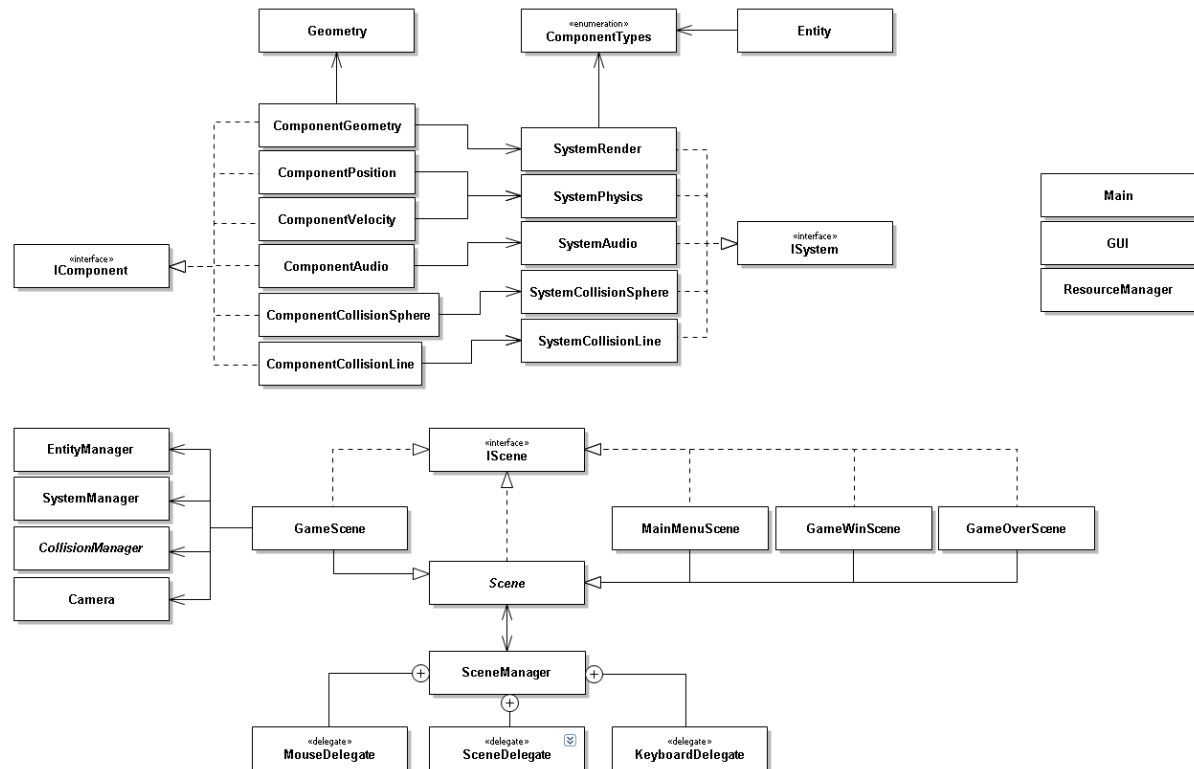 Geometry
«enumeration»
ComponentTypes
Entity
ComponentGeometry
ComponentPosition
ComponentVelocity
ComponentAudio
ComponentCollisionSphere
ComponentCollisionLine
«interface»
IComponent
SystemRender
SystemPhysics
SystemAudio
SystemCollisionSphere
SystemCollisionLine
«interface»
ISystem
Main
GUI
ResourceManager
EntityManager
SystemManager
CollisionManager
Camera
«interface»
IScene
GameScene
MainMenuScene
GameWinScene
GameOverScene
Scene
SceneManager
«delegate»
MouseDelegate
«delegate»
SceneDelegate
«delegate»
KeyboardDelegate